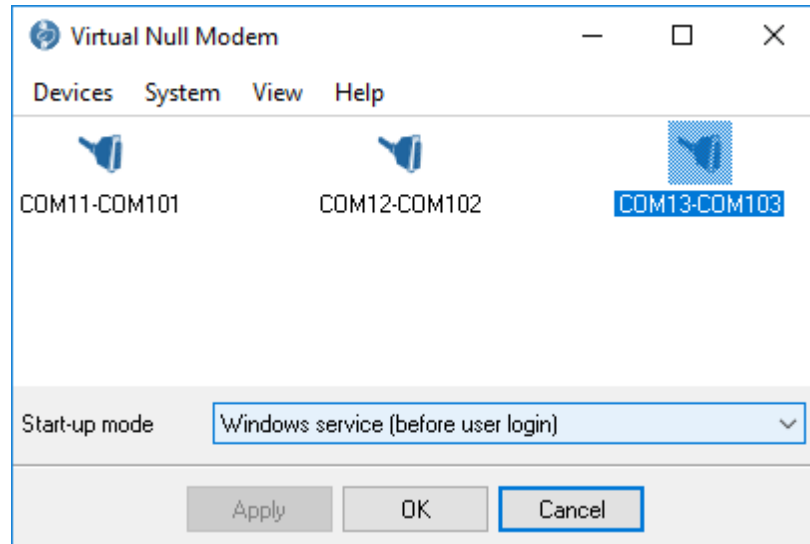 Virtual Null Modem
Devices System View Help
COM11-COM101 COM12-COM102 COM13-COM103
Start-up mode Windows service (before user login)
Apply OK Cancel